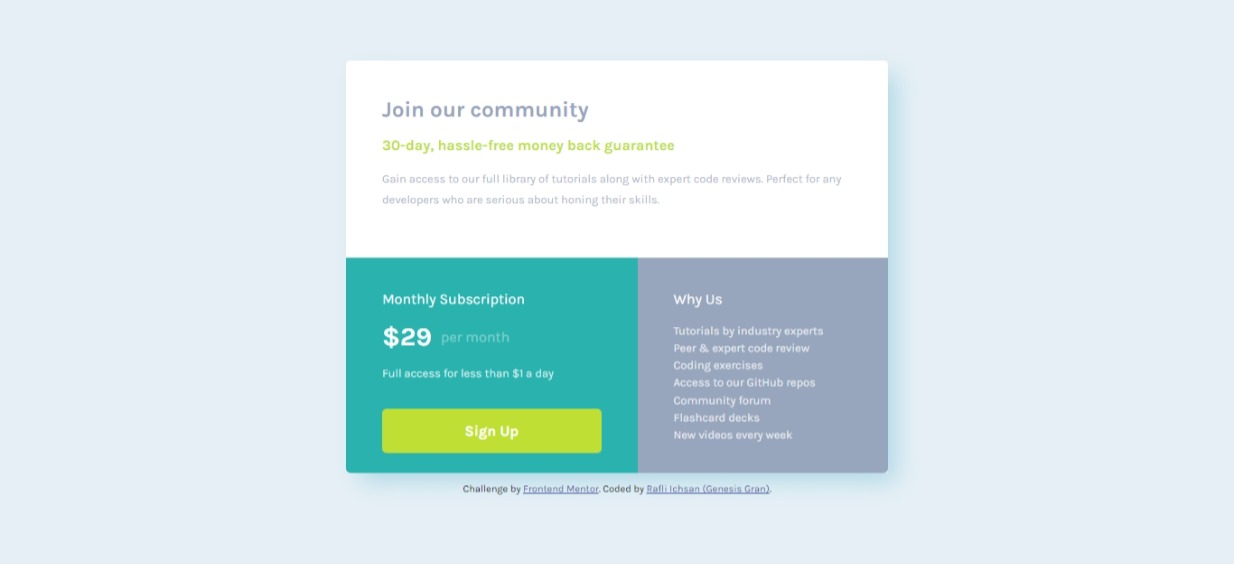 Join our community
30-day, hassle-free money back guarantee
Gain access to our full library of tutorials along with expert code reviews. Perfect for any
developers who are serious about honing their skills.
Monthly Subscription
$29 per month
Full access for less than $1 a day
Sign Up
Why Us
Tutorials by industry experts
Peer & expert code review
Coding exercises
Access to our GitHub repos
Community forum
Flashcard decks
New videos every week
Challenge by Frontend Mentor. Coded by Rafli Ichsan (Genesis Gran).